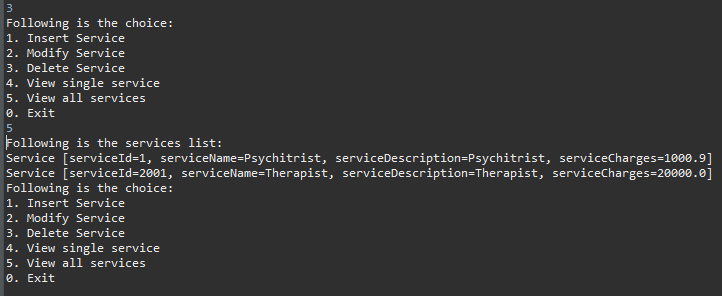 3
Following is the choice:
1. Insert Service
2. Modify Service
3. Delete Service
4. View single service
5. View all services
0. Exit
5
Following is the services list:
Service [serviceId=1, serviceName=Psychitrist, serviceDescription=Psychitrist, serviceCharges=1000.9]
Service [serviceId=2001, serviceName=Therapist, serviceDescription=Therapist, serviceCharges=20000.0]
Following is the choice:
1. Insert Service
2. Modify Service
3. Delete Service
4. View single service
5. View all services
0. Exit